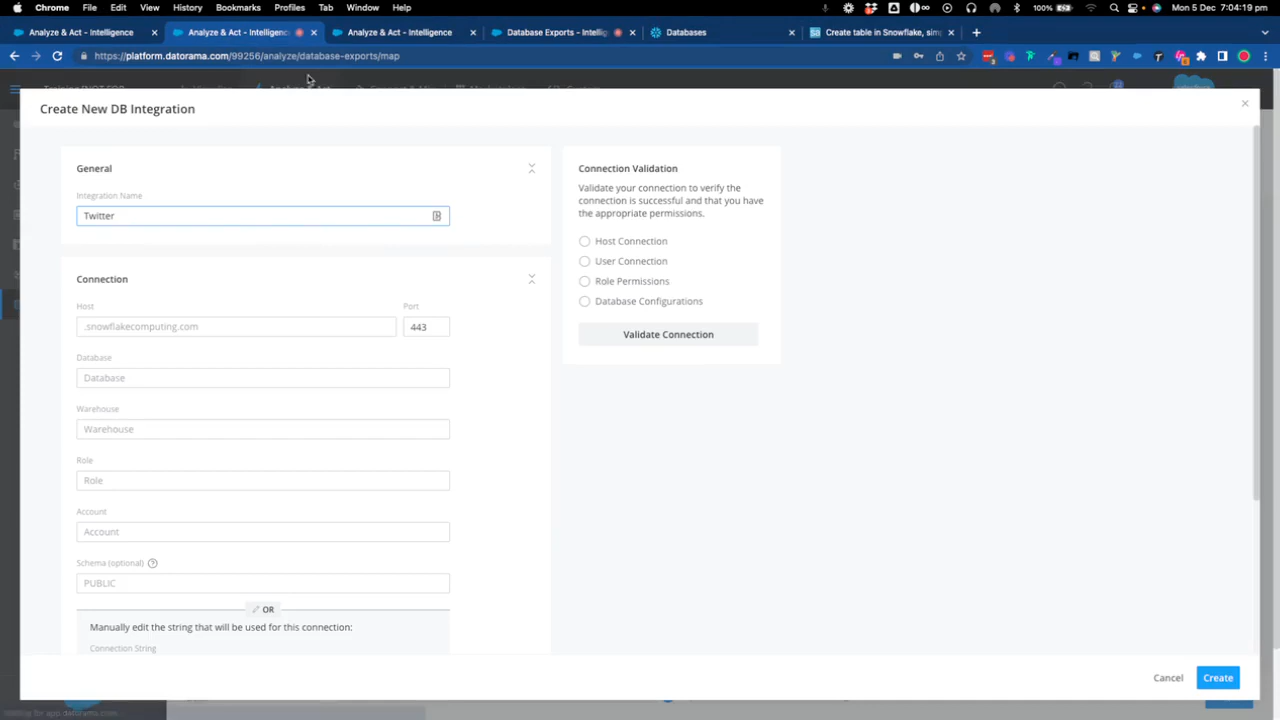 Chrome File Edit View History Bookmarks Profiles Tab Window Help 100% Mon 5 Dec 7:04:19 pm
Analyze & Act - Intelligence Analyze & Act - Intelligence Analyze & Act - Intelligence Database Exports - Intellig Databases Create table in Snowflake, sim
https://platform.datorama.com/99256/analyze/database-exports/map
Create New DB Integration
General
Integration Name
Twitter
Connection
Host Port
.snowflakecomputing.com 443
Database
Database
Warehouse
Warehouse
Role
Role
Account
Account
Schema (optional)
PUBLIC
OR
Manually edit the string that will be used for this connection:
Connection String
Connection Validation
Validate your connection to verify the
connection is successful and that you have
the appropriate permissions.
Host Connection
User Connection
Role Permissions
Database Configurations
Validate Connection
Cancel Create